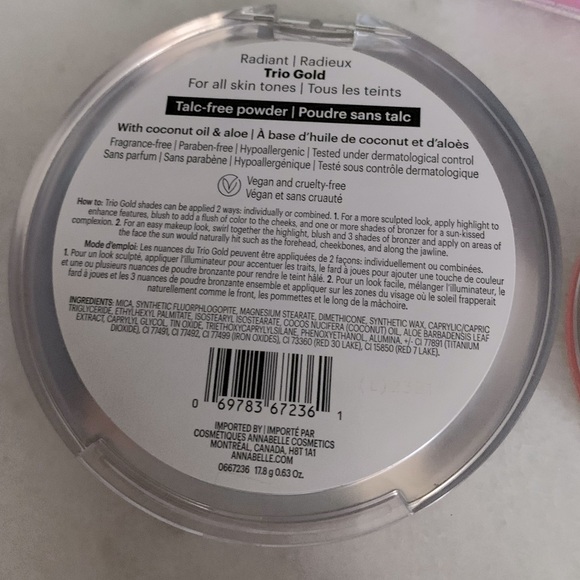 Radiant | Radieux
Trio Gold
For all skin tones | Tous les teints
Talc-free powder | Poudre sans talc
With coconut oil & aloe | À base d'huile de coconut et d'aloès
Fragrance-free | Paraben-free | Hypoallergenic | Tested under dermatological control
Sans parfum | Sans parabène | Hypoallergénique | Testé sous contrôle dermatologique
Vegan and cruelty-free
Végan et sans cruauté
How to: Trio Gold shades can be applied 2 ways: individually or combined. 1. For a more sculpted look, apply highlight to
enhance features, blush to add a flush of color to the cheeks, and one or more shades of bronzer for a sun-kissed
complexion. 2. For an easy makeup look, swirl together the highlight, blush and 3 shades of bronzer and apply on areas of
the face the sun would naturally hit such as the forehead, cheekbones, and along the jawline.
Mode d'emploi: Les nuances du Trio Gold peuvent être appliquées de 2 façons: individuellement ou combinées.
1. Pour un look sculpté, appliquer l'illuminateur pour accentuer les traits, le fard à joues pour ajouter une touche de couleur
et une ou plusieurs nuances de poudre bronzante pour rendre le teint hâlé. 2. Pour un look facile, mélanger l'illuminateur, le
fard à joues et les 3 nuances de poudre bronzante ensemble et appliquer sur les zones du visage où le soleil frapperait
naturellement comme le front, les pommettes et le long de la mâchoire.
INGREDIENTS: MICA, SYNTHETIC FLUORPHLOGOPITE, MAGNESIUM STEARATE, DIMETHICONE, SYNTHETIC WAX, CAPRYLIC/CAPRIC
TRIGLYCERIDE, ETHYLHEXYL PALMITATE, ISOSTEARYL ISOSTEARATE, COCOS NUCIFERA (COCONUT) OIL, ALOE BARBADENSIS LEAF
EXTRACT, CAPRYLYL GLYCOL, TIN OXIDE, TRIETHOXYCAPRYLYLSILANE, PHENOXYETHANOL, ALUMINA. +/- CI 77891 (TITANIUM
DIOXIDE), CI 77491, CI 77492, CI 77499 (IRON OXIDES), CI 73360 (RED 30 LAKE), CI 15850 (RED 7 LAKE).
0 69783 67236 1
IMPORTED BY | IMPORTÉ PAR
COSMÉTIQUES ANNABELLE COSMETICS
MONTRÉAL, CANADA, H8T 1A1
ANNABELLE.COM
0667236 17.8 g 0.63 Oz.